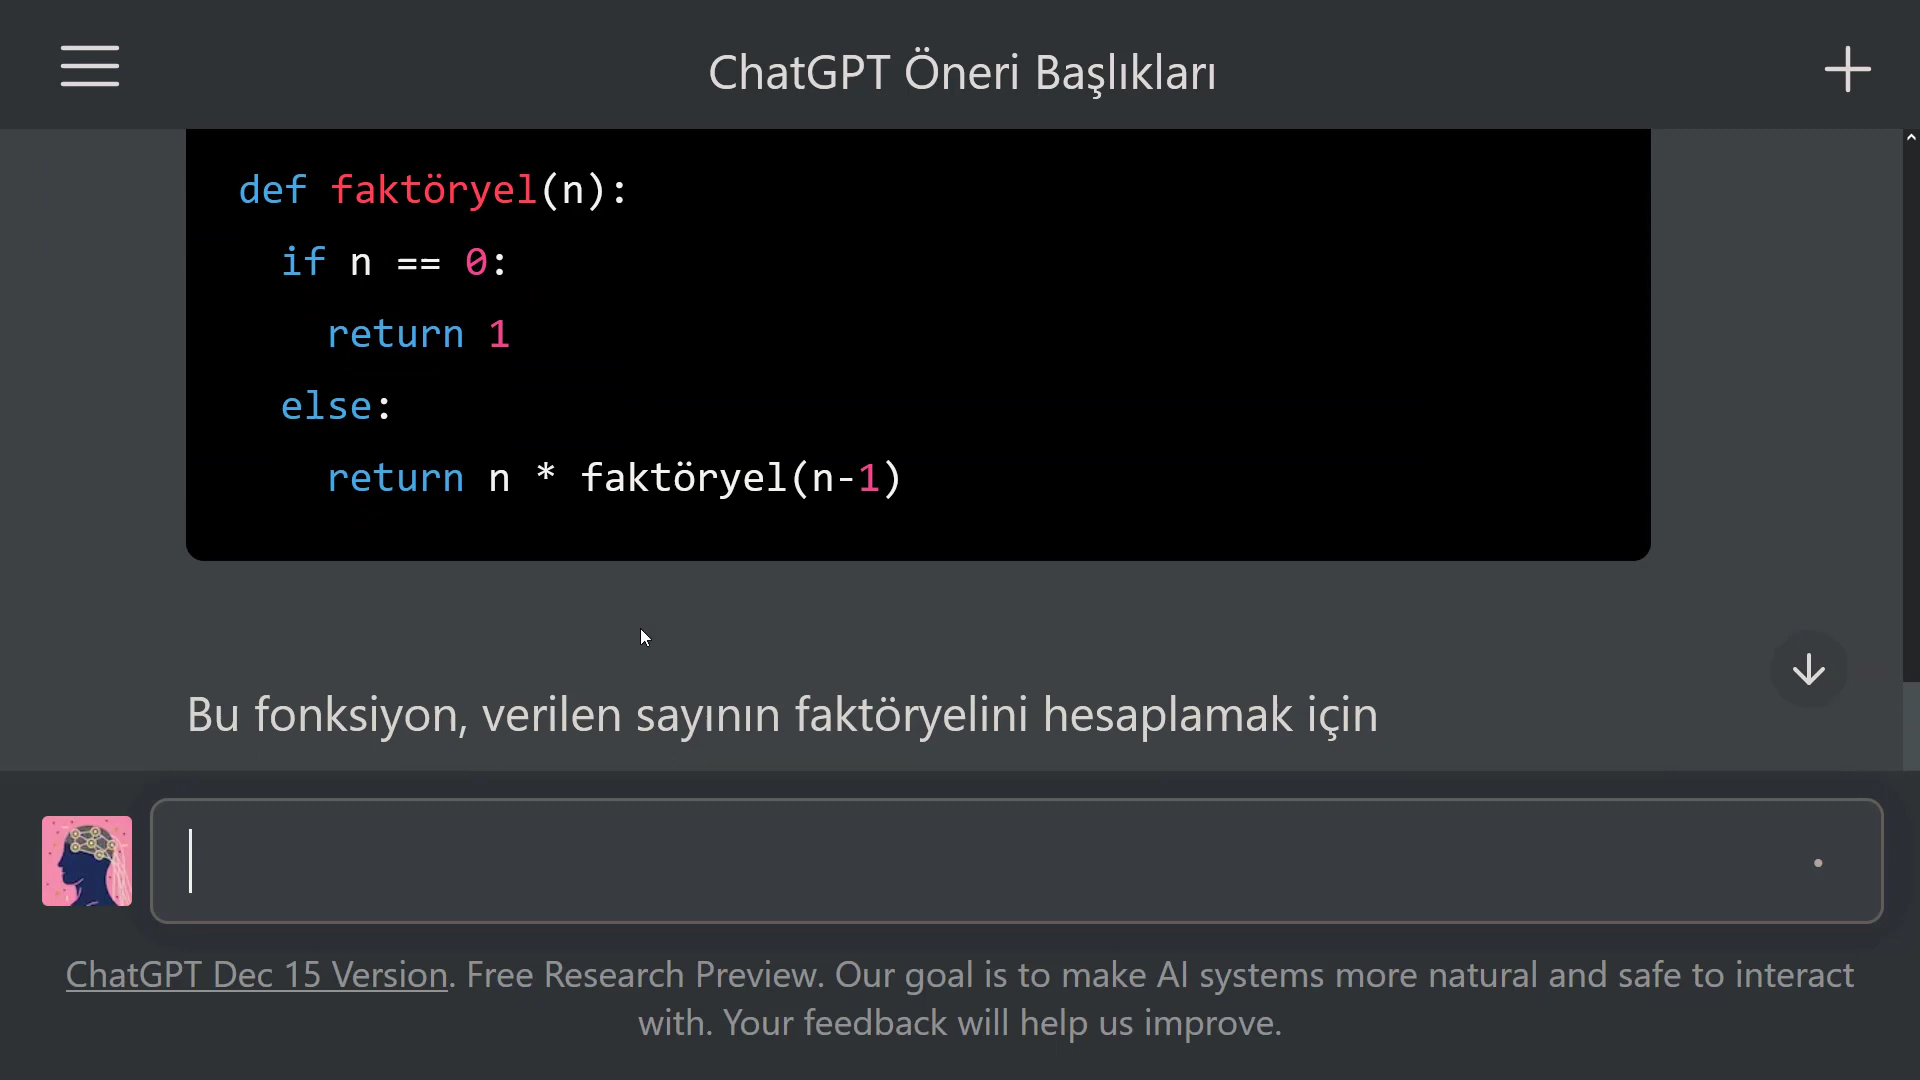 ChatGPT Öneri Başlıkları
def faktöryel(n):
if n == 0:
return 1
else:
return n * faktöryel(n-1)
Bu fonksiyon, verilen sayının faktöryelini hesaplamak için
ChatGPT Dec 15 Version. Free Research Preview. Our goal is to make AI systems more natural and safe to interact
with. Your feedback will help us improve.